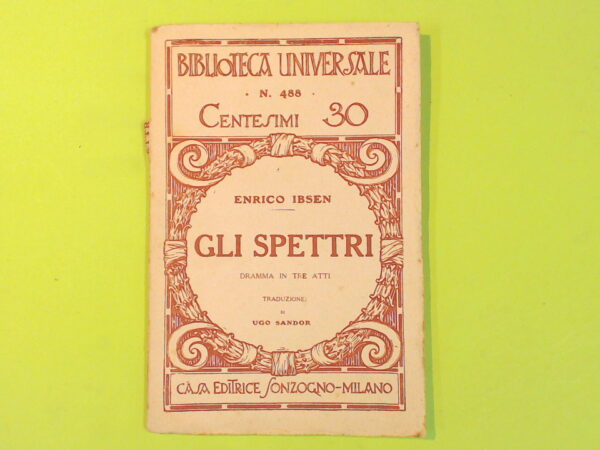 BIBLIOTECA UNIVERSALE
· N. 488 ·
CENTESIMI 30
ENRICO IBSEN
GLI SPETTRI
DRAMMA IN TRE ATTI
TRADUZIONE
DI
UGO SANDOR
CASA EDITRICE SONZOGNO-MILANO